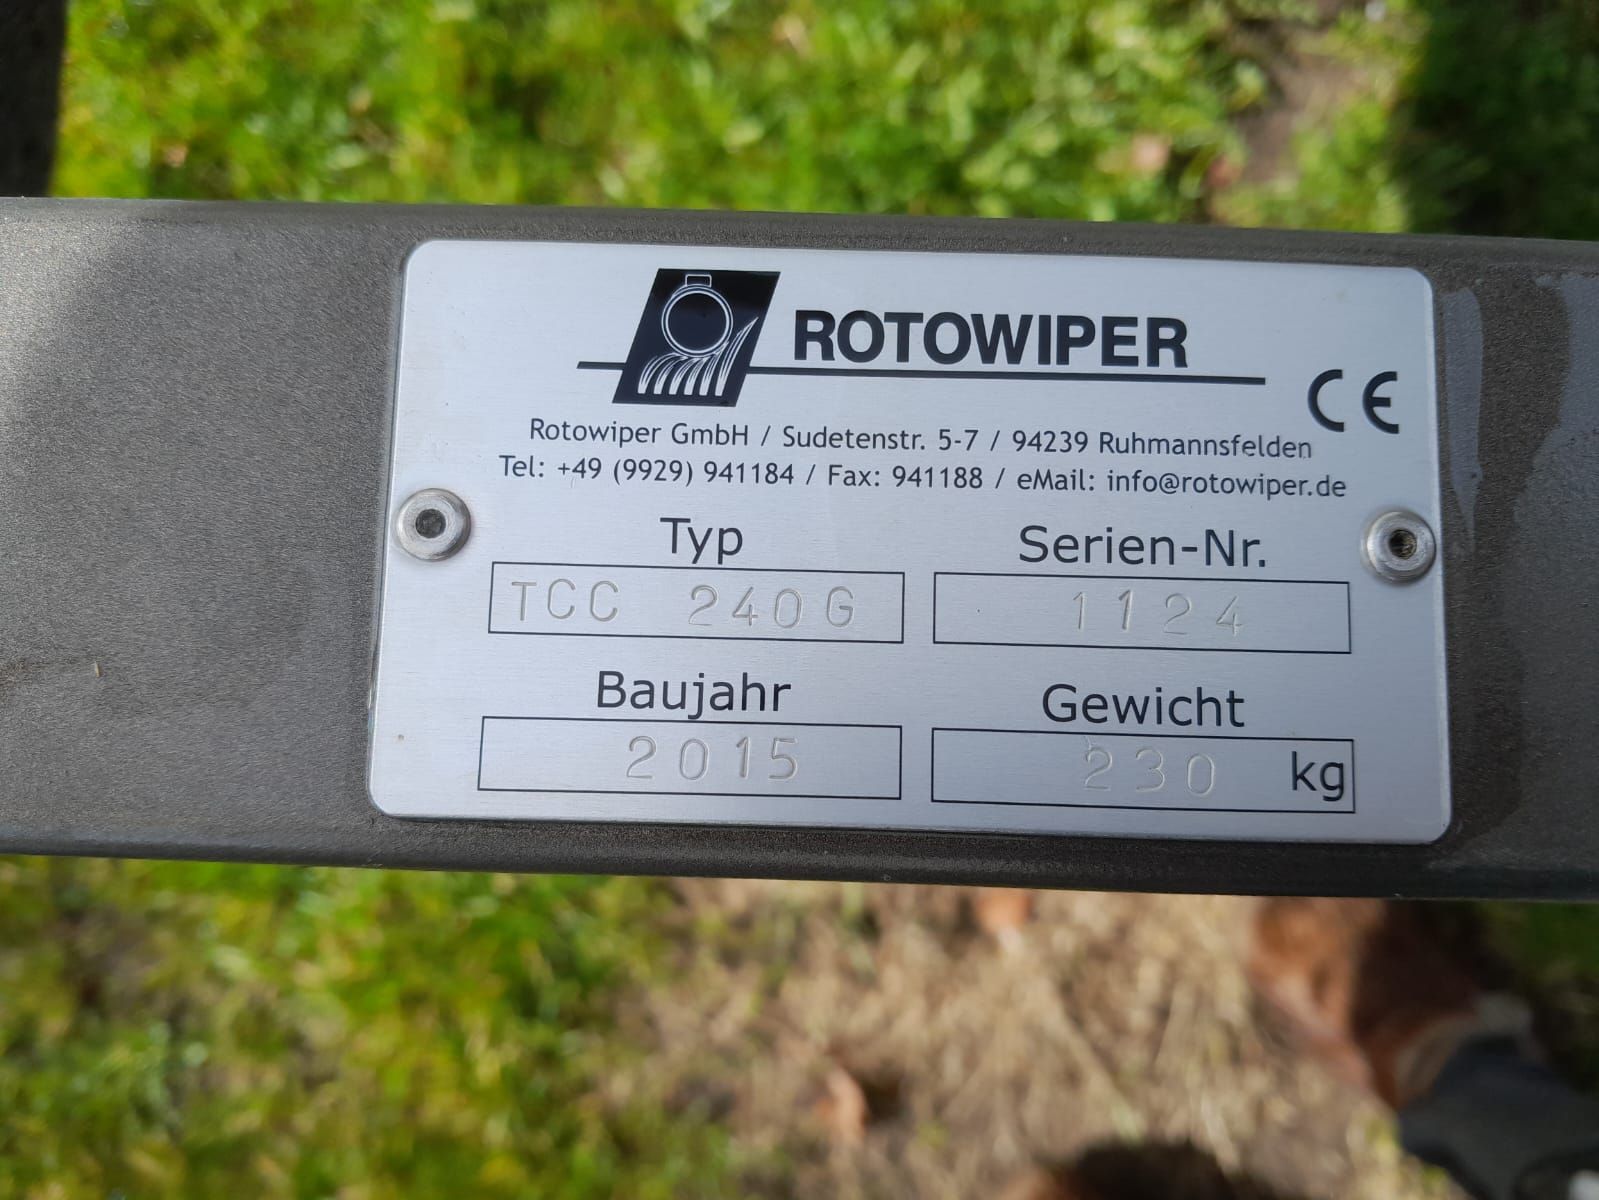 ROTOWIPER
CE
Rotowiper GmbH / Sudetenstr. 5-7 / 94239 Ruhmannsfelden
Tel: +49 (9929) 941184 / Fax: 941188 / eMail: info@rotowiper.de
Typ Serien-Nr.
TCC 240G 1124
Baujahr Gewicht
2015 230 kg